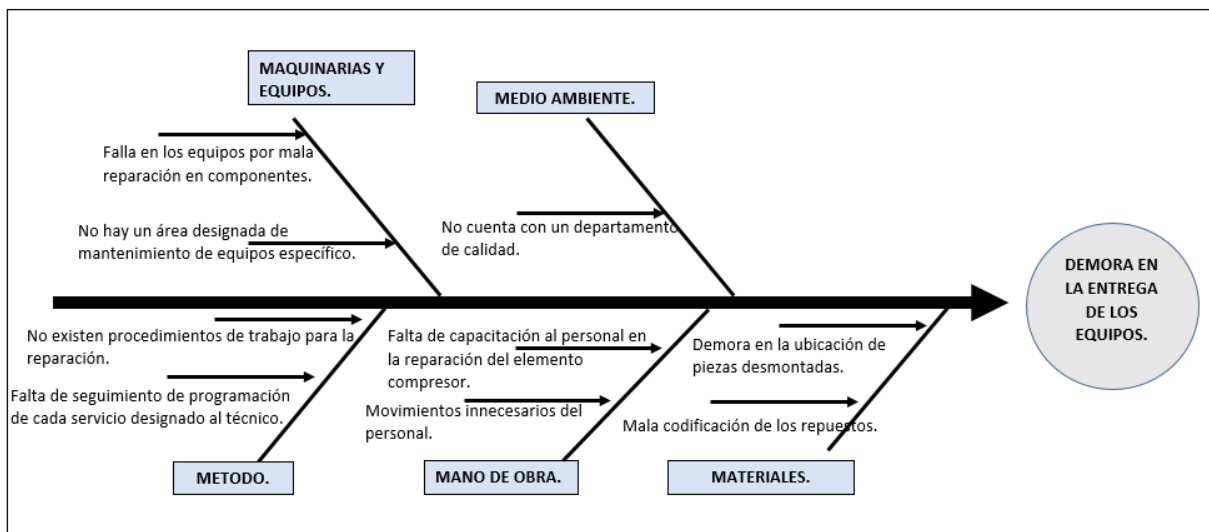 MAQUINARIAS Y
EQUIPOS.
MEDIO AMBIENTE.
Falla en los equipos por mala
reparación en componentes.
No hay un área designada de
mantenimiento de equipos específico.
No cuenta con un departamento
de calidad.
DEMORA EN
LA ENTREGA
DE LOS
EQUIPOS.
No existen procedimientos de trabajo para la
reparación.
Falta de seguimiento de programación
de cada servicio designado al técnico.
Falta de capacitación al personal en
la reparación del elemento
compresor.
Movimientos innecesarios del
personal.
Demora en la ubicación de
piezas desmontadas.
Mala codificación de los repuestos.
METODO.
MANO DE OBRA.
MATERIALES.